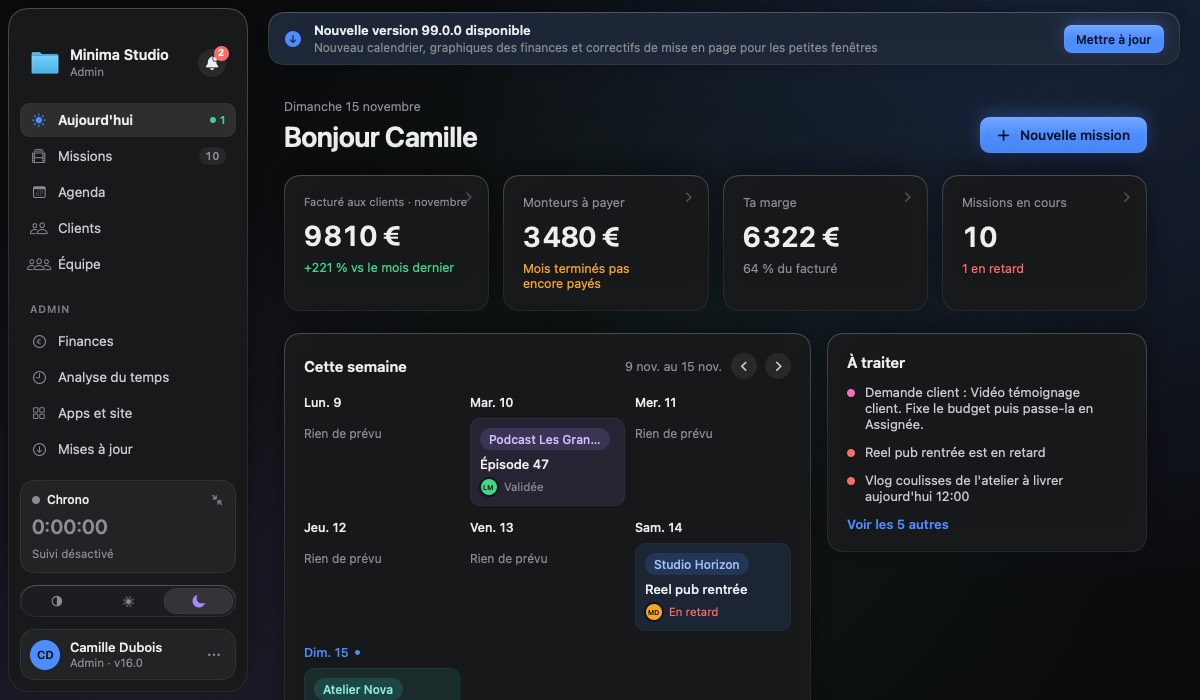 Minima Studio
Admin
2
Aujourd'hui
1
Missions
10
Agenda
Clients
Équipe
ADMIN
Finances
Analyse du temps
Apps et site
Mises à jour
Chrono
0:00:00
Suivi désactivé
CD
Camille Dubois
Admin · v16.0
Nouvelle version 99.0.0 disponible
Nouveau calendrier, graphiques des finances et correctifs de mise en page pour les petites fenêtres
Mettre à jour
Dimanche 15 novembre
Bonjour Camille
Nouvelle mission
Facturé aux clients · novembre
9 810 €
+221 % vs le mois dernier
Monteurs à payer
3 480 €
Mois terminés pas
encore payés
Ta marge
6 322 €
64 % du facturé
Missions en cours
10
1 en retard
Cette semaine
9 nov. au 15 nov.
Lun. 9
Rien de prévu
Mar. 10
Podcast Les Gran...
Épisode 47
LM Validée
Mer. 11
Rien de prévu
Jeu. 12
Rien de prévu
Ven. 13
Rien de prévu
Sam. 14
Studio Horizon
Reel pub rentrée
MD En retard
Dim. 15
Atelier Nova
À traiter
Demande client : Vidéo témoignage
client. Fixe le budget puis passe-la en
Assignée.
Reel pub rentrée est en retard
Vlog coulisses de l'atelier à livrer
aujourd'hui 12:00
Voir les 5 autres